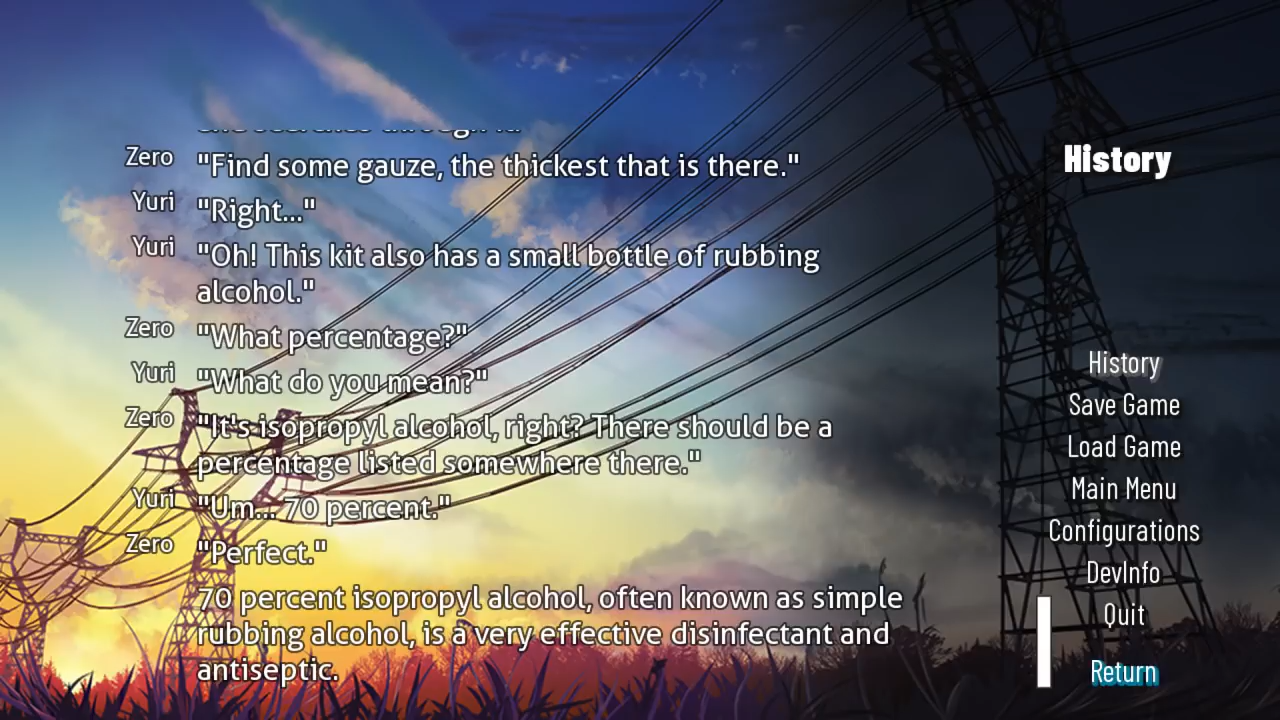 Zero "Find some gauze, the thickest that is there."
Yuri "Right..."
Yuri "Oh! This kit also has a small bottle of rubbing
alcohol."
Zero "What percentage?"
Yuri "What do you mean?"
Zero "It's isopropyl alcohol, right? There should be a
percentage listed somewhere there."
Yuri "Um... 70 percent."
Zero "Perfect."
70 percent isopropyl alcohol, often known as simple
rubbing alcohol, is a very effective disinfectant and
antiseptic.
History
History
Save Game
Load Game
Main Menu
Configurations
DevInfo
Quit
Return